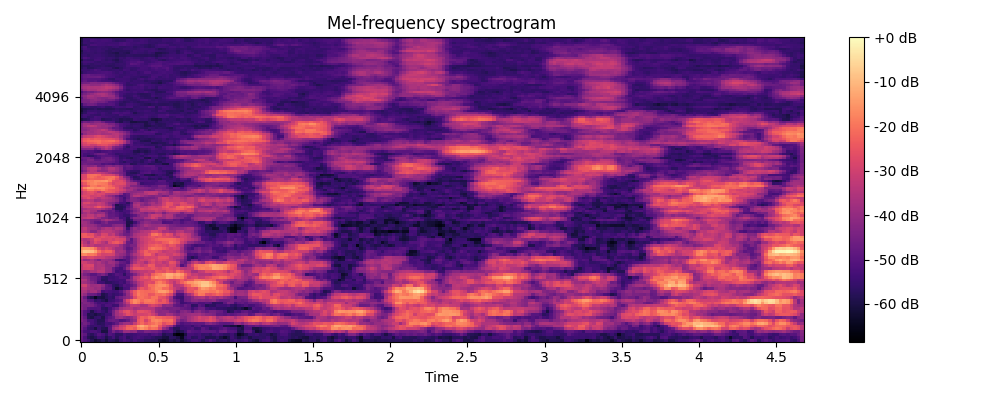 Mel-frequency spectrogram
+0 dB
-10 dB
-20 dB
-30 dB
-40 dB
-50 dB
-60 dB
Hz
4096
2048
1024
512
0
0 0.5 1 1.5 2 2.5 3 3.5 4 4.5
Time